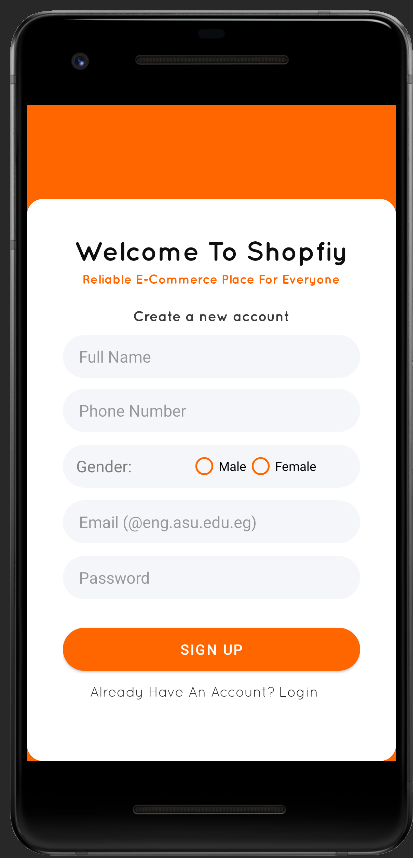 Welcome To Shopfiy
Reliable E-Commerce Place For Everyone
Create a new account
Full Name
Phone Number
Gender: Male Female
Email (@eng.asu.edu.eg)
Password
SIGN UP
Already Have An Account? Login